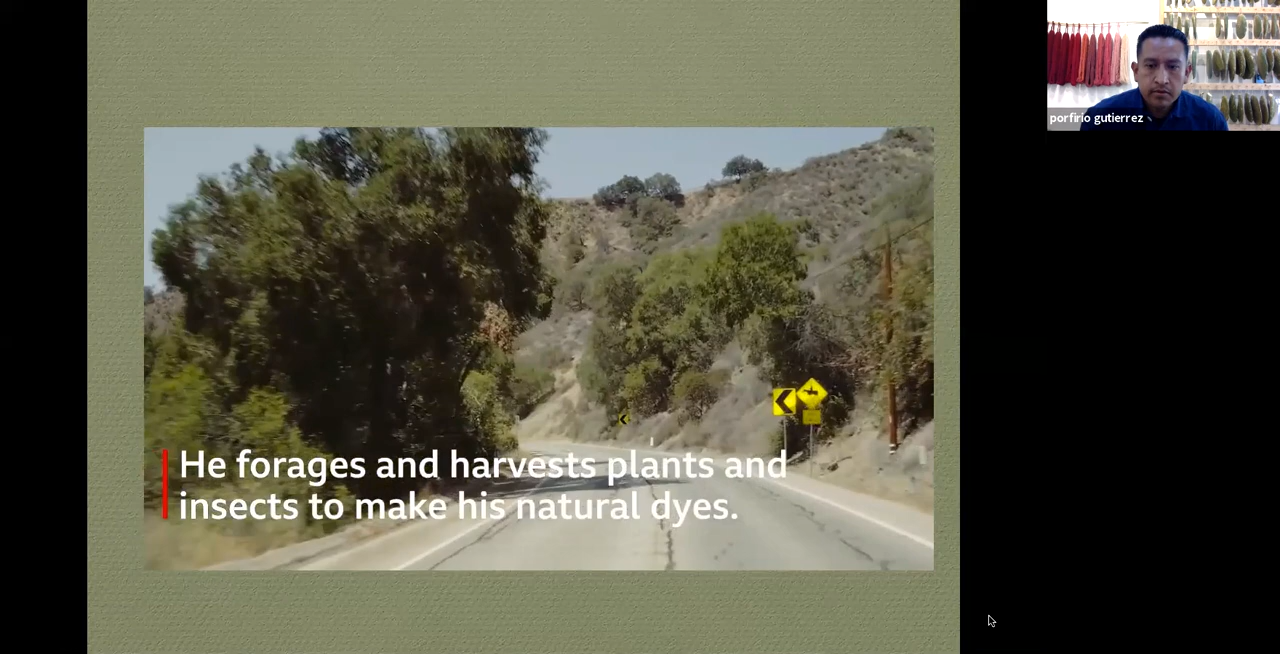 porfirio gutierrez
He forages and harvests plants and
insects to make his natural dyes.